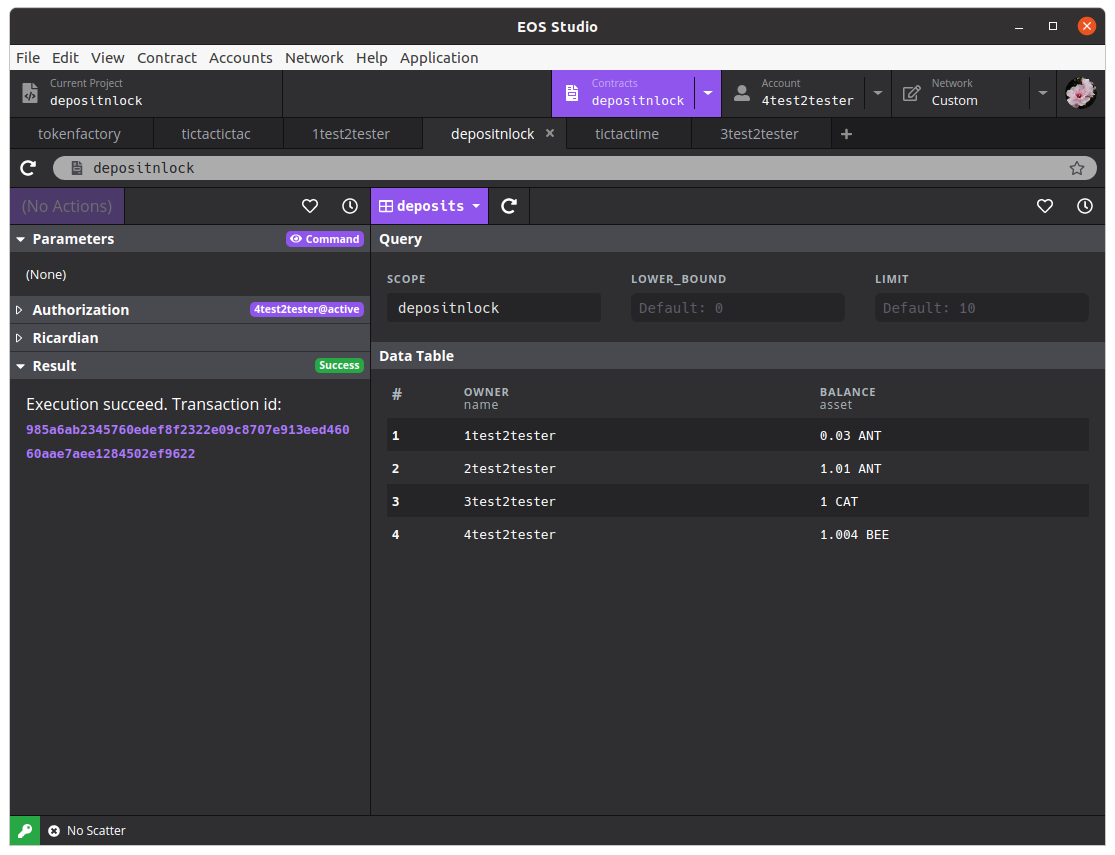 EOS Studio
File Edit View Contract Accounts Network Help Application
Current Project
depositnlock
Contracts
depositnlock
Account
4test2tester
Network
Custom
tokenfactory tictactictac 1test2tester depositnlock tictactime 3test2tester
depositnlock
(No Actions)
deposits
Parameters Command
(None)
Authorization 4test2tester@active
Ricardian
Result Success
Execution succeed. Transaction id:
985a6ab2345760edef8f2322e09c8707e913eed460
60aae7aee1284502ef9622
Query
SCOPE LOWER_BOUND LIMIT
depositnlock Default: 0 Default: 10
Data Table
# OWNER BALANCE
name asset
1 1test2tester 0.03 ANT
2 2test2tester 1.01 ANT
3 3test2tester 1 CAT
4 4test2tester 1.004 BEE
No Scatter